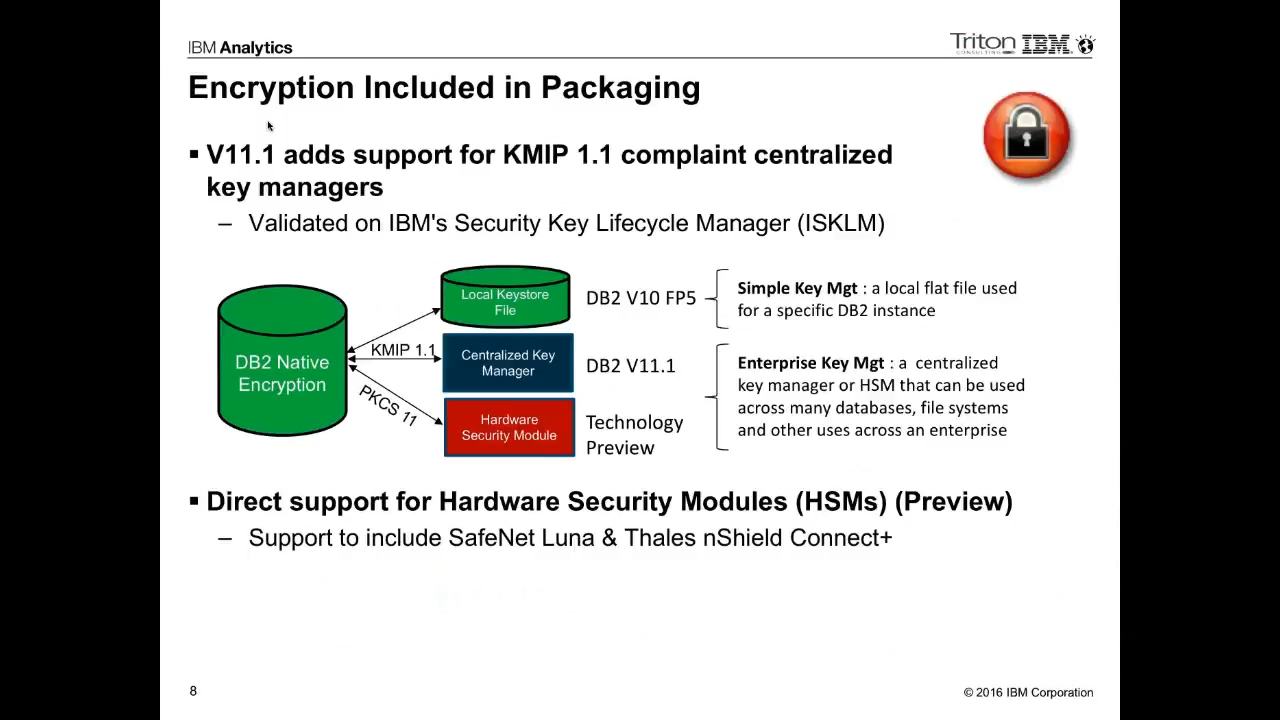 IBM Analytics
Triton
CONSULTING
IBM
Encryption Included in Packaging
▪ V11.1 adds support for KMIP 1.1 complaint centralized
key managers
– Validated on IBM's Security Key Lifecycle Manager (ISKLM)
DB2 Native
Encryption
KMIP 1.1
PKCS 11
Local Keystore
File
DB2 V10 FP5
Simple Key Mgt : a local flat file used
for a specific DB2 instance
Centralized Key
Manager
DB2 V11.1
Enterprise Key Mgt : a centralized
key manager or HSM that can be used
across many databases, file systems
and other uses across an enterprise
Hardware
Security Module
Technology
Preview
▪ Direct support for Hardware Security Modules (HSMs) (Preview)
– Support to include SafeNet Luna & Thales nShield Connect+
8
© 2016 IBM Corporation